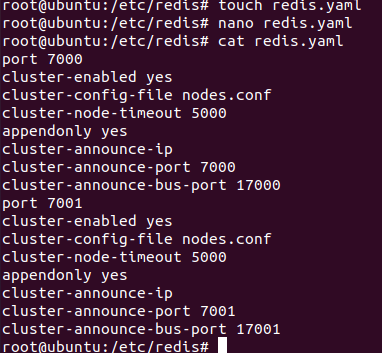 root@ubuntu:/etc/redis# touch redis.yaml
root@ubuntu:/etc/redis# nano redis.yaml
root@ubuntu:/etc/redis# cat redis.yaml
port 7000
cluster-enabled yes
cluster-config-file nodes.conf
cluster-node-timeout 5000
appendonly yes
cluster-announce-ip
cluster-announce-port 7000
cluster-announce-bus-port 17000
port 7001
cluster-enabled yes
cluster-config-file nodes.conf
cluster-node-timeout 5000
appendonly yes
cluster-announce-ip
cluster-announce-port 7001
cluster-announce-bus-port 17001
root@ubuntu:/etc/redis#